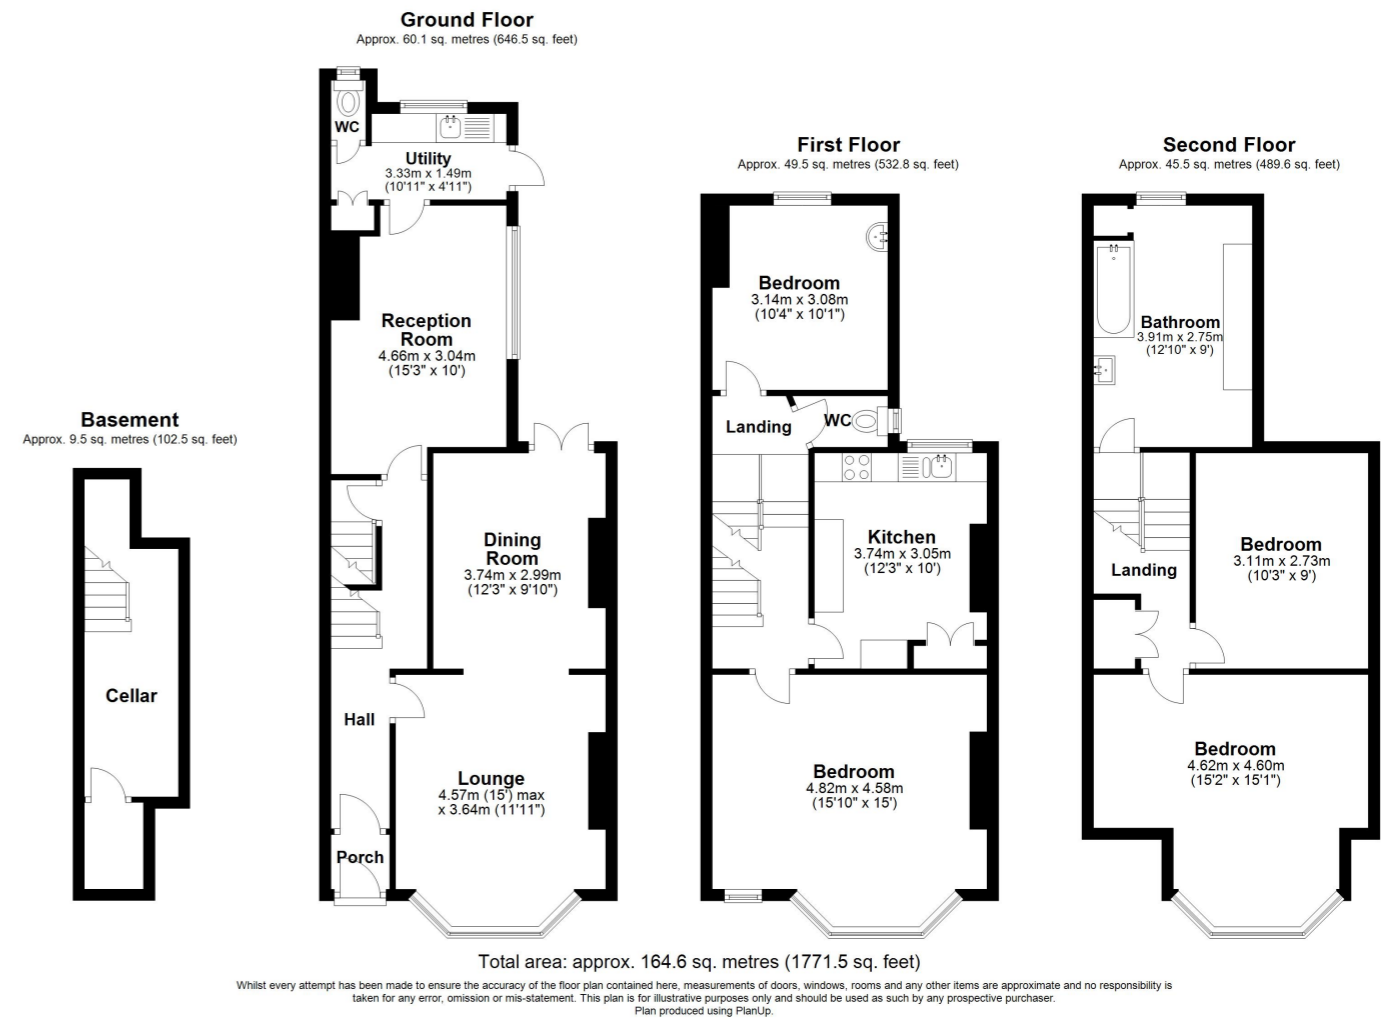 Ground Floor
Approx. 60.1 sq. metres (646.5 sq. feet)
WC
Utility
3.33m x 1.49m
(10'11" x 4'11")
Reception
Room
4.66m x 3.04m
(15'3" x 10')
Dining
Room
3.74m x 2.99m
(12'3" x 9'10")
Hall
Lounge
4.57m (15') max
x 3.64m (11'11")
Porch
Basement
Approx. 9.5 sq. metres (102.5 sq. feet)
Cellar
First Floor
Approx. 49.5 sq. metres (532.8 sq. feet)
Bedroom
3.14m x 3.08m
(10'4" x 10'1")
Landing
WC
Kitchen
3.74m x 3.05m
(12'3" x 10')
Bedroom
4.82m x 4.58m
(15'10" x 15')
Second Floor
Approx. 45.5 sq. metres (489.6 sq. feet)
Bathroom
3.91m x 2.75m
(12'10" x 9')
Landing
Bedroom
3.11m x 2.73m
(10'3" x 9')
Bedroom
4.62m x 4.60m
(15'2" x 15'1")
Total area: approx. 164.6 sq. metres (1771.5 sq. feet)
Whilst every attempt has been made to ensure the accuracy of the floor plan contained here, measurements of doors, windows, rooms and any other items are approximate and no responsibility is
taken for any error, omission or mis-statement. This plan is for illustrative purposes only and should be used as such by any prospective purchaser.
Plan produced using PlanUp.